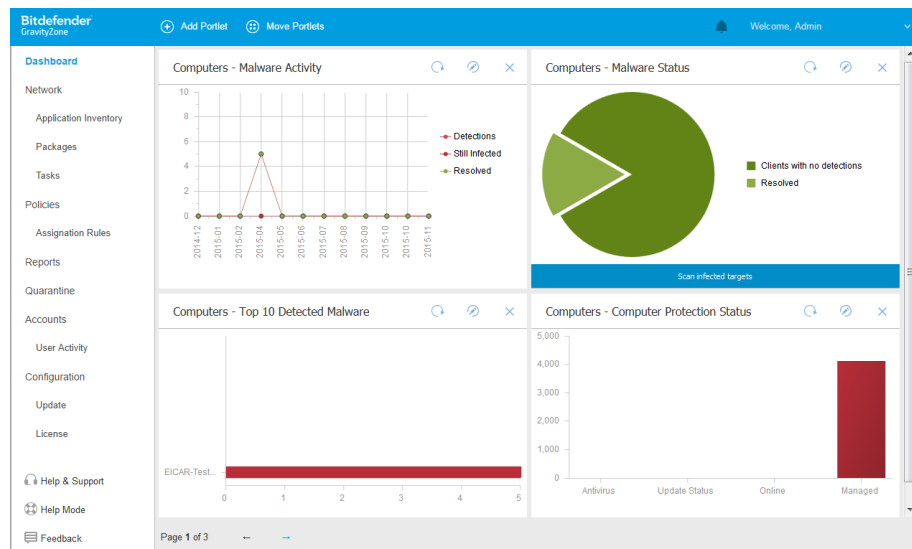 Bitdefender
GravityZone
Add Portlet
Move Portlets
Welcome, Admin
Dashboard
Network
Application Inventory
Packages
Tasks
Policies
Assignation Rules
Reports
Quarantine
Accounts
User Activity
Configuration
Update
License
Help & Support
Help Mode
Feedback
Computers - Malware Activity
10
8
6
4
2
0
2014-12
2015-01
2015-02
2015-04
2015-05
2015-06
2015-07
2015-08
2015-09
2015-10
2015-10
2015-11
Detections
Still Infected
Resolved
Computers - Malware Status
Clients with no detections
Resolved
Scan infected targets
Computers - Top 10 Detected Malware
EICAR-Test...
0 1 2 3 4 5
Computers - Computer Protection Status
5,000
4,000
3,000
2,000
1,000
0
Antivirus Update Status Online Managed
Page 1 of 3